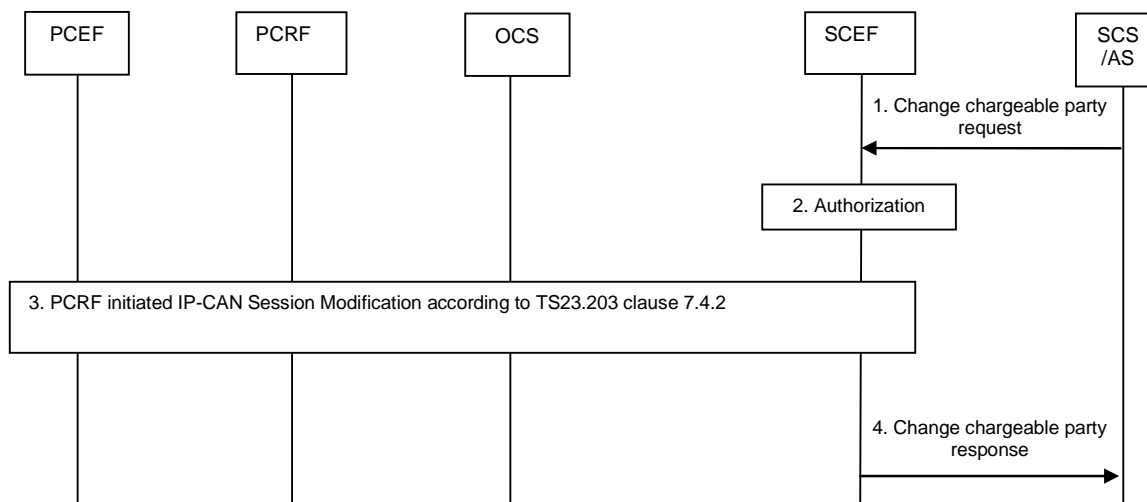 PCEF
PCRF
OCS
SCEF
SCS
/AS
1. Change chargeable party
request
2. Authorization
3. PCRF initiated IP-CAN Session Modification according to TS23.203 clause 7.4.2
4. Change chargeable party
response